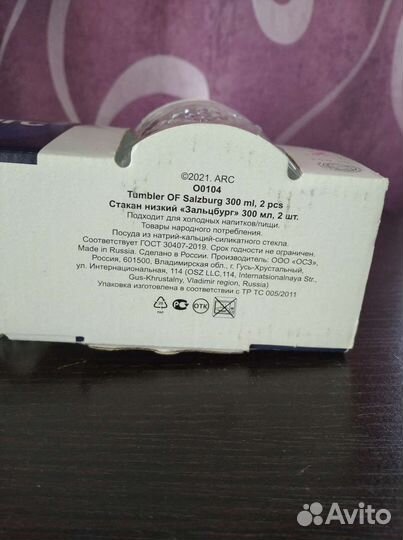 ©2021. ARC
O0104
Tumbler OF Salzburg 300 ml, 2 pcs
Стакан низкий «Зальцбург» 300 мл, 2 шт.
Подходит для холодных напитков/пищи.
Товары народного потребления.
Посуда из натрий-кальций-силикатного стекла.
Соответствует ГОСТ 30407-2019. Срок годности не ограничен.
Made in Russia. Сделано в России. Производитель: ООО «ОСЗ»,
Россия, 601500, Владимирская обл., г. Гусь-Хрустальный,
ул. Интернациональная, 114 (OSZ LLC,114, Internatsionalnaya Str.,
Gus-Khrustalny, Vladimir region, Russia)
Упаковка изготовлена в соответствии с ТР ТС 005/2011
ОТК
Avito